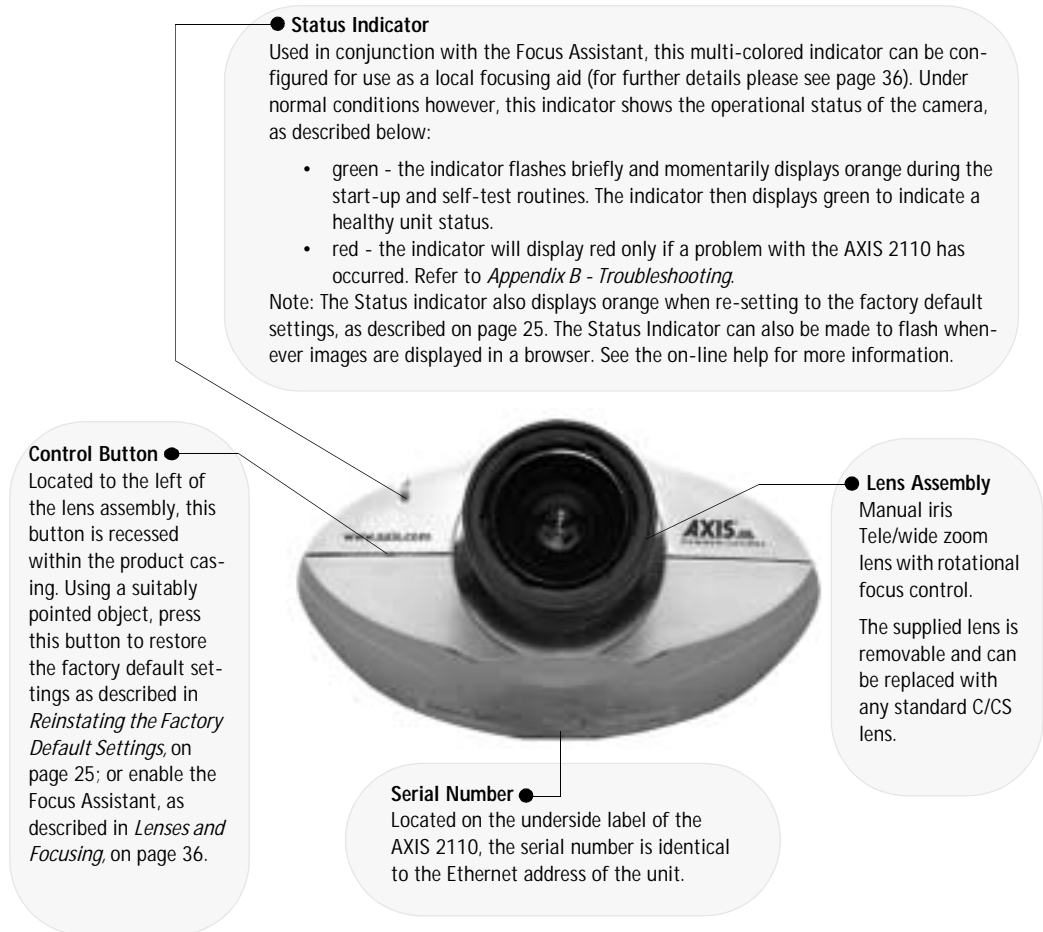 Status Indicator
Used in conjunction with the Focus Assistant, this multi-colored indicator can be con-
figured for use as a local focusing aid (for further details please see page 36). Under
normal conditions however, this indicator shows the operational status of the camera,
as described below:
• green - the indicator flashes briefly and momentarily displays orange during the
start-up and self-test routines. The indicator then displays green to indicate a
healthy unit status.
• red - the indicator will display red only if a problem with the AXIS 2110 has
occurred. Refer to Appendix B - Troubleshooting.
Note: The Status indicator also displays orange when re-setting to the factory default
settings, as described on page 25. The Status Indicator can also be made to flash when-
ever images are displayed in a browser. See the on-line help for more information.
Control Button
Located to the left of
the lens assembly, this
button is recessed
within the product cas-
ing. Using a suitably
pointed object, press
this button to restore
the factory default set-
tings as described in
Reinstating the Factory
Default Settings, on
page 25; or enable the
Focus Assistant, as
described in Lenses and
Focusing, on page 36.
www.axis.com
AXIS
COMMUNICATIONS
Lens Assembly
Manual iris
Tele/wide zoom
lens with rotational
focus control.
The supplied lens is
removable and can
be replaced with
any standard C/CS
lens.
Serial Number
Located on the underside label of the
AXIS 2110, the serial number is identical
to the Ethernet address of the unit.